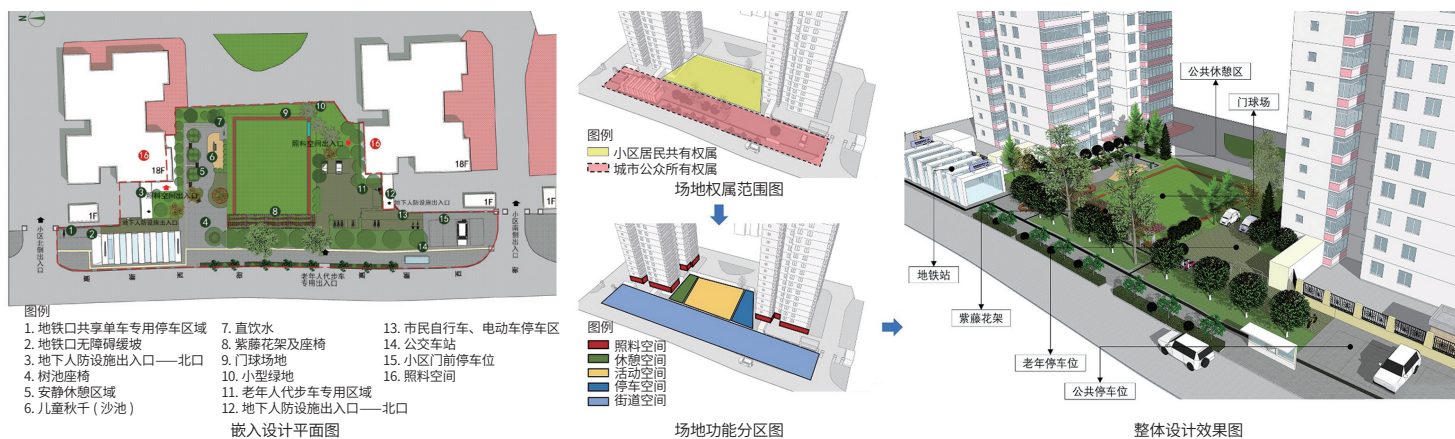 N
10
9
7
照料空间出入口
16
16
6
18F
18F
5
11
3
照料空间出入口
12
地下人防设施出入口
地下人防设施出入口
1F
8
13
1F
小区北侧出入口
1
2
4
15
小区南侧出入口
14
老年人代步车
专用出入口
图例
1. 地铁口共享单车专用停车区域
2. 地铁口无障碍缓坡
3. 地下人防设施出入口——北口
4. 树池座椅
5. 安静休憩区域
6. 儿童秋千 ( 沙池 )
7. 直饮水
8. 紫藤花架及座椅
9. 门球场地
10. 小型绿地
11. 老年人代步车专用区域
12. 地下人防设施出入口——北口
13. 市民自行车、电动车停车区
14. 公交车站
15. 小区门前停车位
16. 照料空间
嵌入设计平面图
图例
小区居民共有权属
城市公众所有权属
场地权属范围图
图例
照料空间
休憩空间
活动空间
停车空间
街道空间
场地功能分区图
公共休憩区
门球场
地铁站
紫藤花架
老年停车位
公共停车位
整体设计效果图